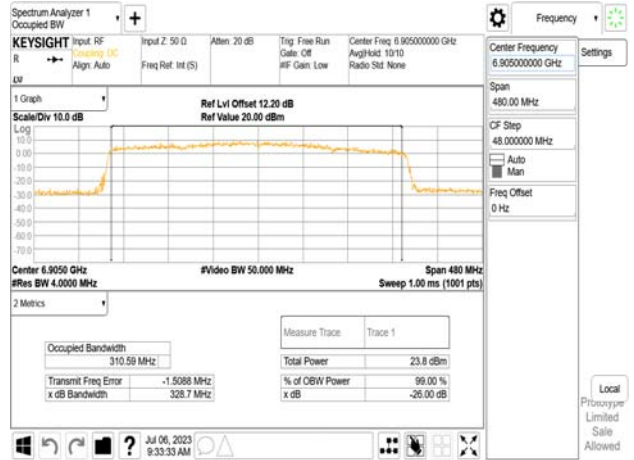 Spectrum Analyzer 1
Occupied BW
KEYSIGHT
R
LXI
Input: RF
Coupling: DC
Align: Auto
Input Z: 50 Ω
Freq Ref: Int (S)
Atten: 20 dB
Trig: Free Run
Gate: Off
#IF Gain: Low
Center Freq: 6.905000000 GHz
Avg|Hold: 10/10
Radio Std: None
1 Graph
Scale/Div 10.0 dB
Ref Lvl Offset 12.20 dB
Ref Value 20.00 dBm
Log
10.0
0.00
-10.0
-20.0
-30.0
-40.0
-50.0
-60.0
-70.0
Center 6.9050 GHz
#Res BW 4.0000 MHz
#Video BW 50.000 MHz
Span 480 MHz
Sweep 1.00 ms (1001 pts)
2 Metrics
Measure Trace
Trace 1
Occupied Bandwidth
310.59 MHz
Total Power
23.8 dBm
Transmit Freq Error
-1.5088 MHz
% of OBW Power
99.00 %
x dB Bandwidth
328.7 MHz
x dB
-26.00 dB
?
Jul 06, 2023
9:33:33 AM
Frequency
Center Frequency
6.905000000 GHz
Settings
Span
480.00 MHz
CF Step
48.000000 MHz
Auto
Man
Freq Offset
0 Hz
Local
Prototype
Limited
Sale
Allowed